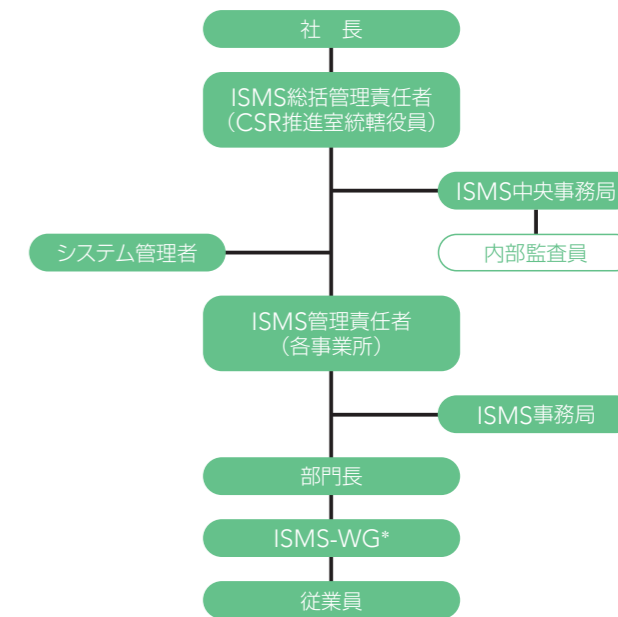 社　長
ISMS総括管理責任者
（CSR推進室統轄役員）
ISMS中央事務局
システム管理者
内部監査員
ISMS管理責任者
（各事業所）
ISMS事務局
部門長
ISMS-WG*
従業員